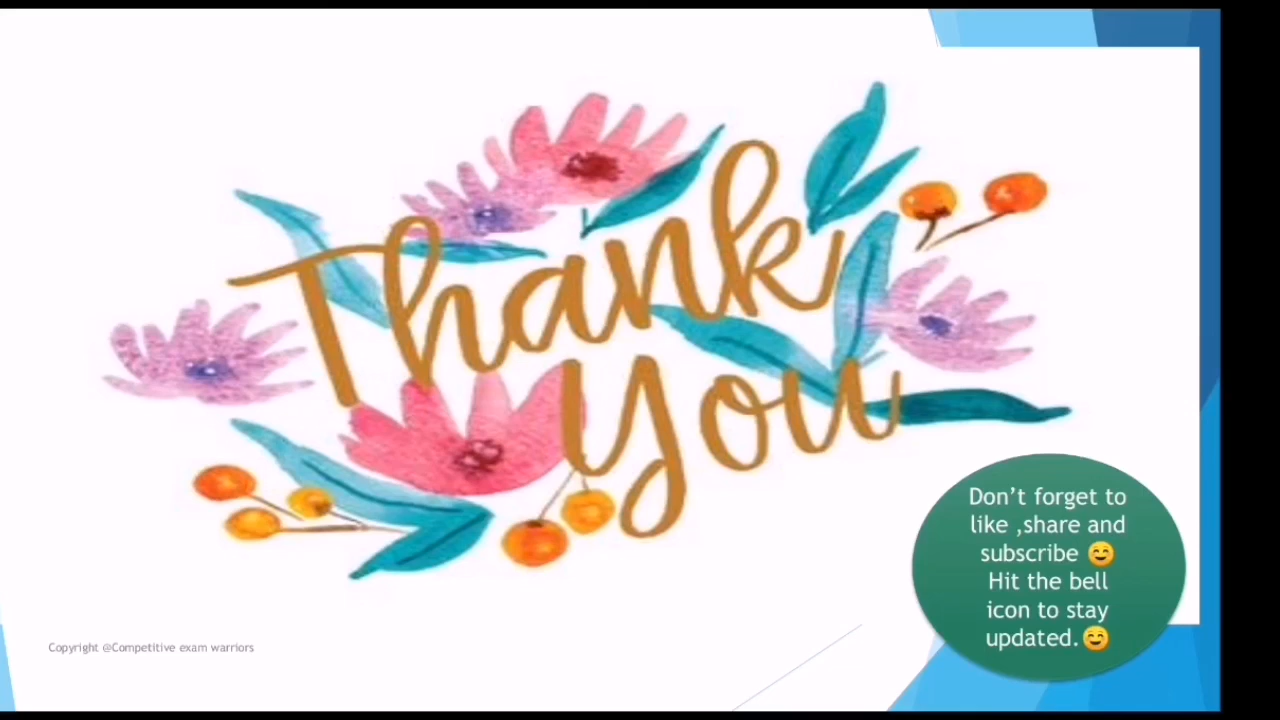 Thank
you
Don’t forget to
like ,share and
subscribe 😊
Hit the bell
icon to stay
updated.😊
Copyright @Competitive exam warriors